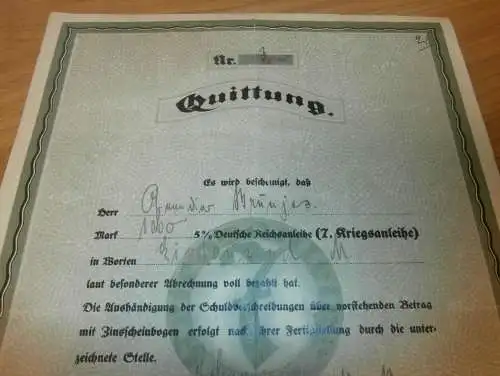 Nr.
Quittung.
Es wird bescheinigt, daß
Herr Brünjes.
Mark 1000 5% Deutsche Reichsanleihe (7. Kriegsanleihe)
in Worten M
laut besonderer Abrechnung voll bezahlt hat.
Die Aushändigung der Schuldverschreibungen über vorstehenden Betrag
mit Zinsscheinbogen erfolgt nach ihrer Fertigstellung durch die unter-
zeichnete Stelle.